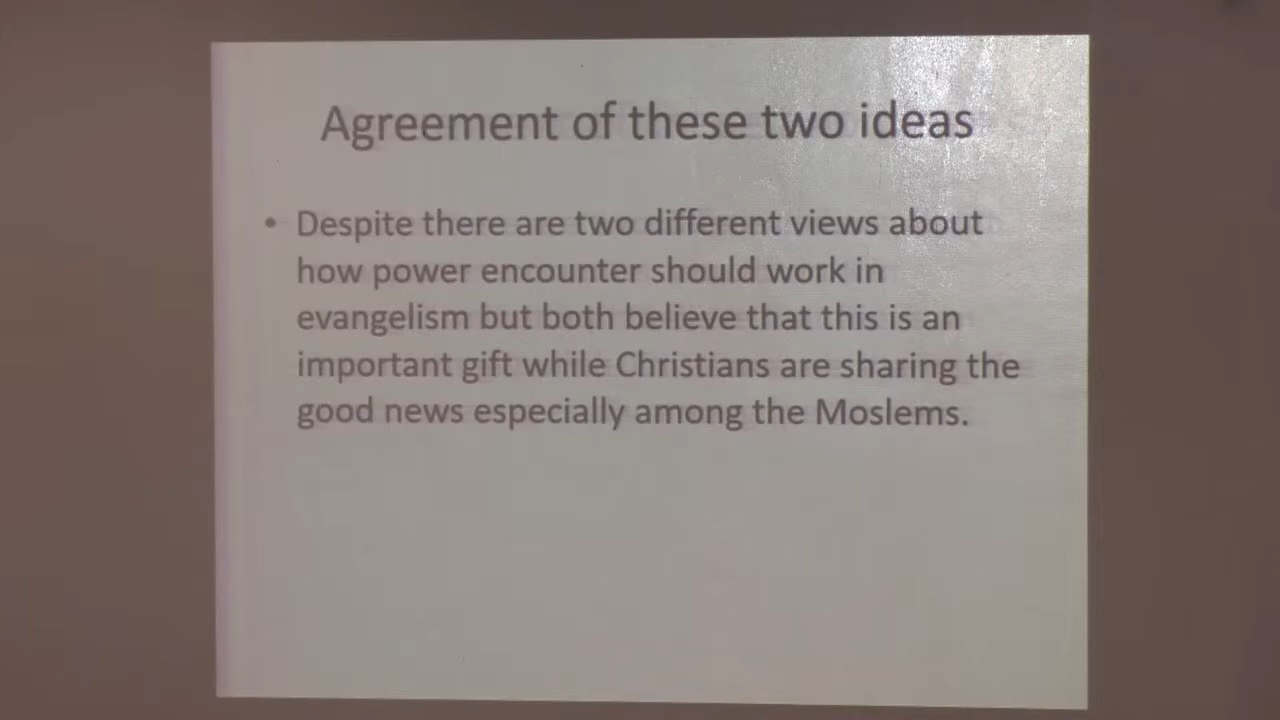 Agreement of these two ideas
• Despite there are two different views about
how power encounter should work in
evangelism but both believe that this is an
important gift while Christians are sharing the
good news especially among the Moslems.